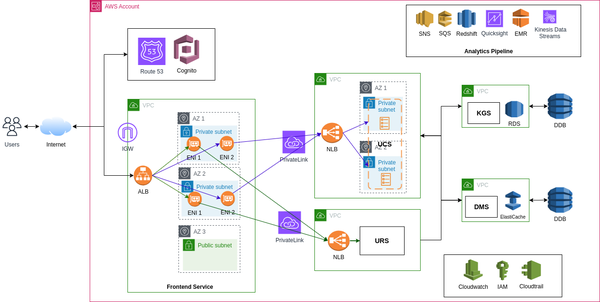 AWS Account
Route 53
Cognito
SNS
SQS
Redshift
Quicksight
EMR
Kinesis Data
Streams
Analytics Pipeline
Users
Internet
IGW
ALB
VPC
AZ 1
Private subnet
ENI 1
ENI 2
AZ 2
Private subnet
ENI 1
ENI 2
AZ 3
Public subnet
Frontend Service
PrivateLink
PrivateLink
VPC
NLB
AZ 1
Private
subnet
UCS
Private
subnet
VPC
NLB
URS
VPC
KGS
RDS
DDB
VPC
DMS
ElastCache
DDB
Cloudwatch
IAM
Cloudtrail